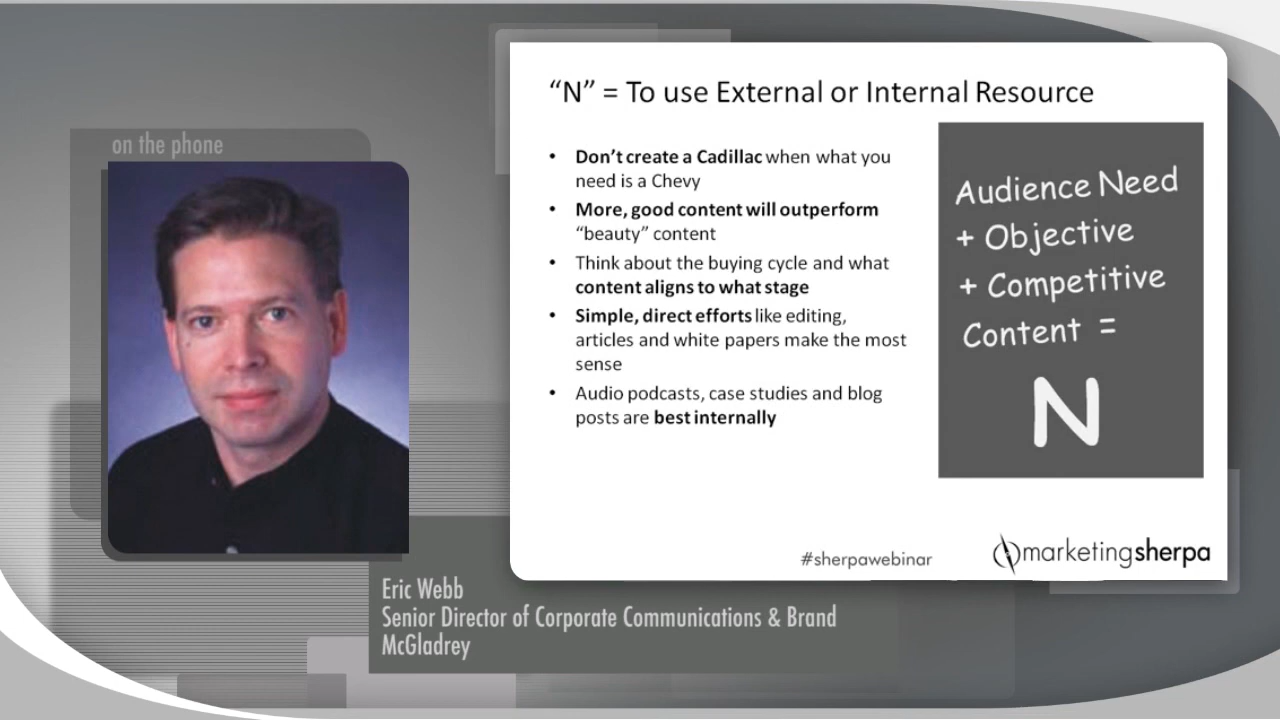 on the phone
“N” = To use External or Internal Resource
• Don’t create a Cadillac when what you
need is a Chevy
• More, good content will outperform
“beauty” content
• Think about the buying cycle and what
content aligns to what stage
• Simple, direct efforts like editing,
articles and white papers make the most
sense
• Audio podcasts, case studies and blog
posts are best internally
Audience Need
+ Objective
+ Competitive
Content =
N
#sherpawebinar
marketingsherpa
Eric Webb
Senior Director of Corporate Communications & Brand
McGladrey